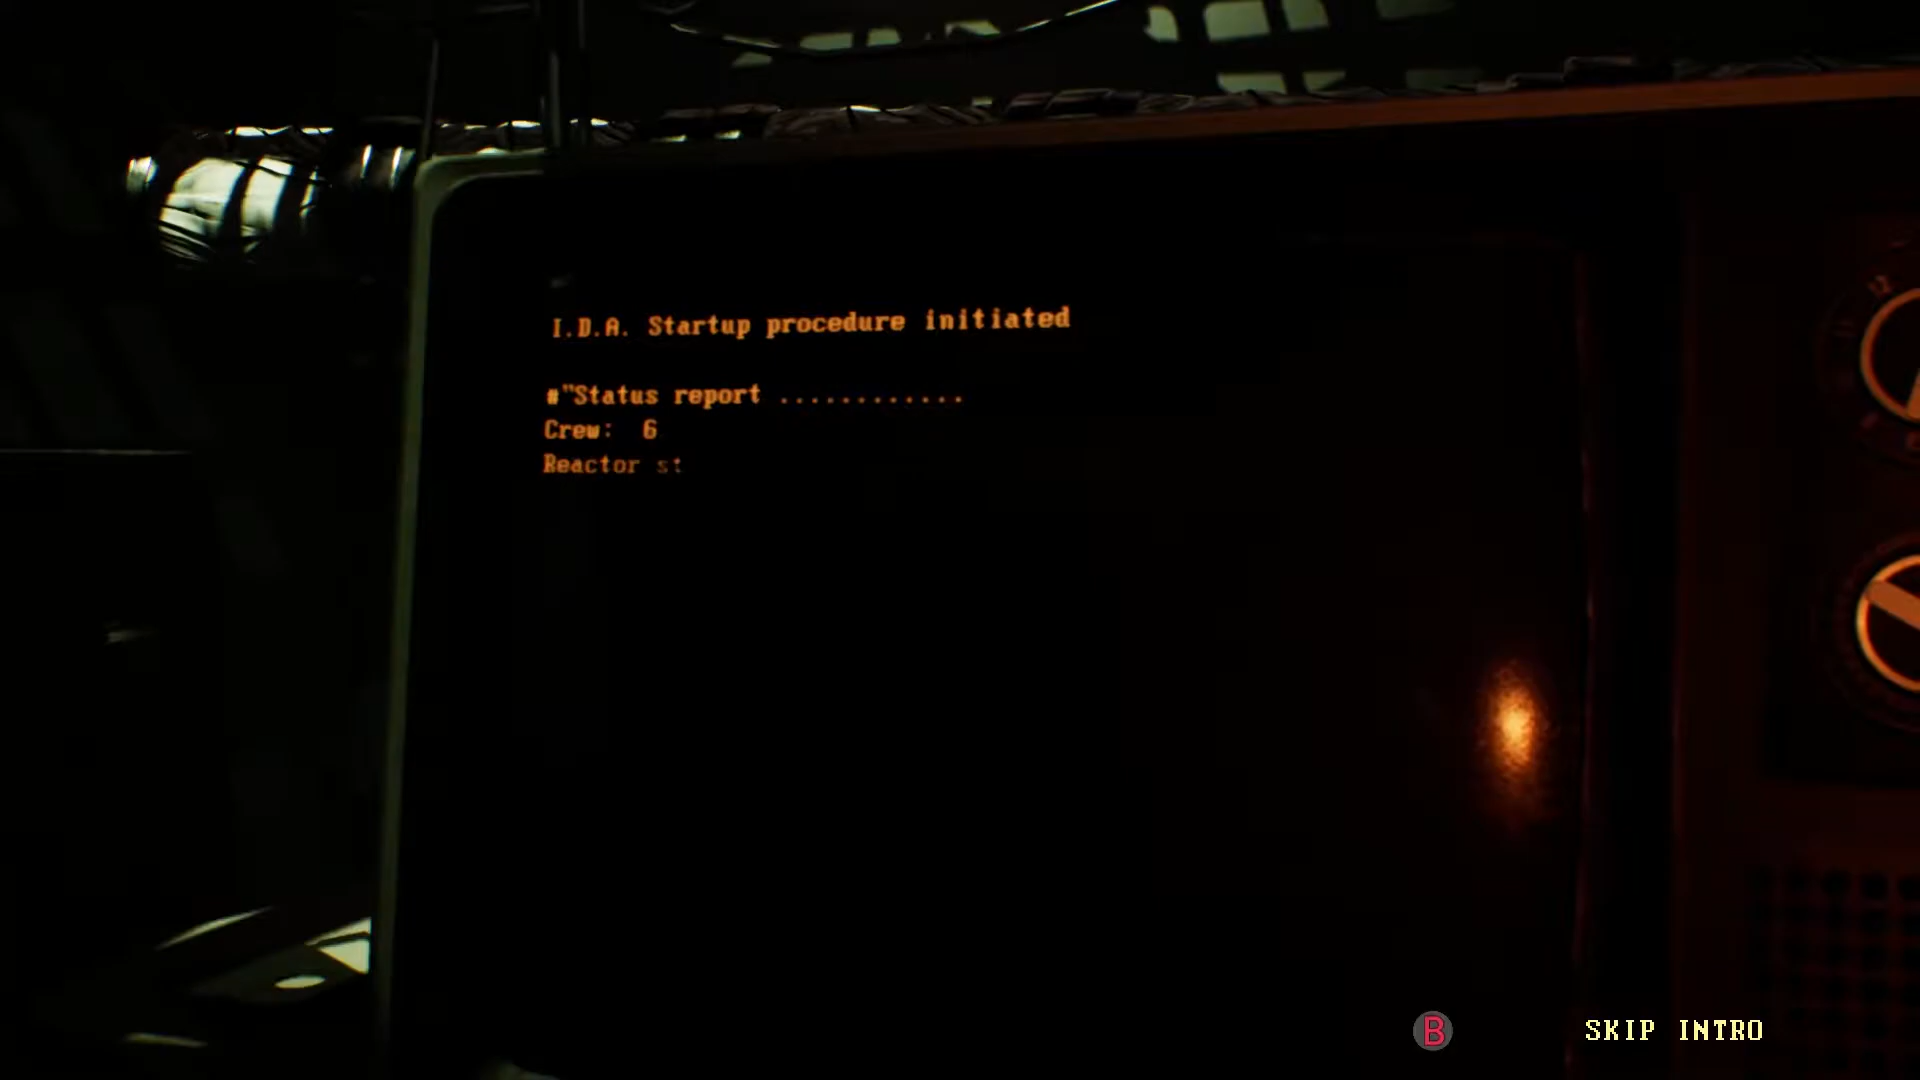 I.D.A. Startup procedure initiated
#"Status report ............
Crew:  6
Reactor st
B SKIP INTRO